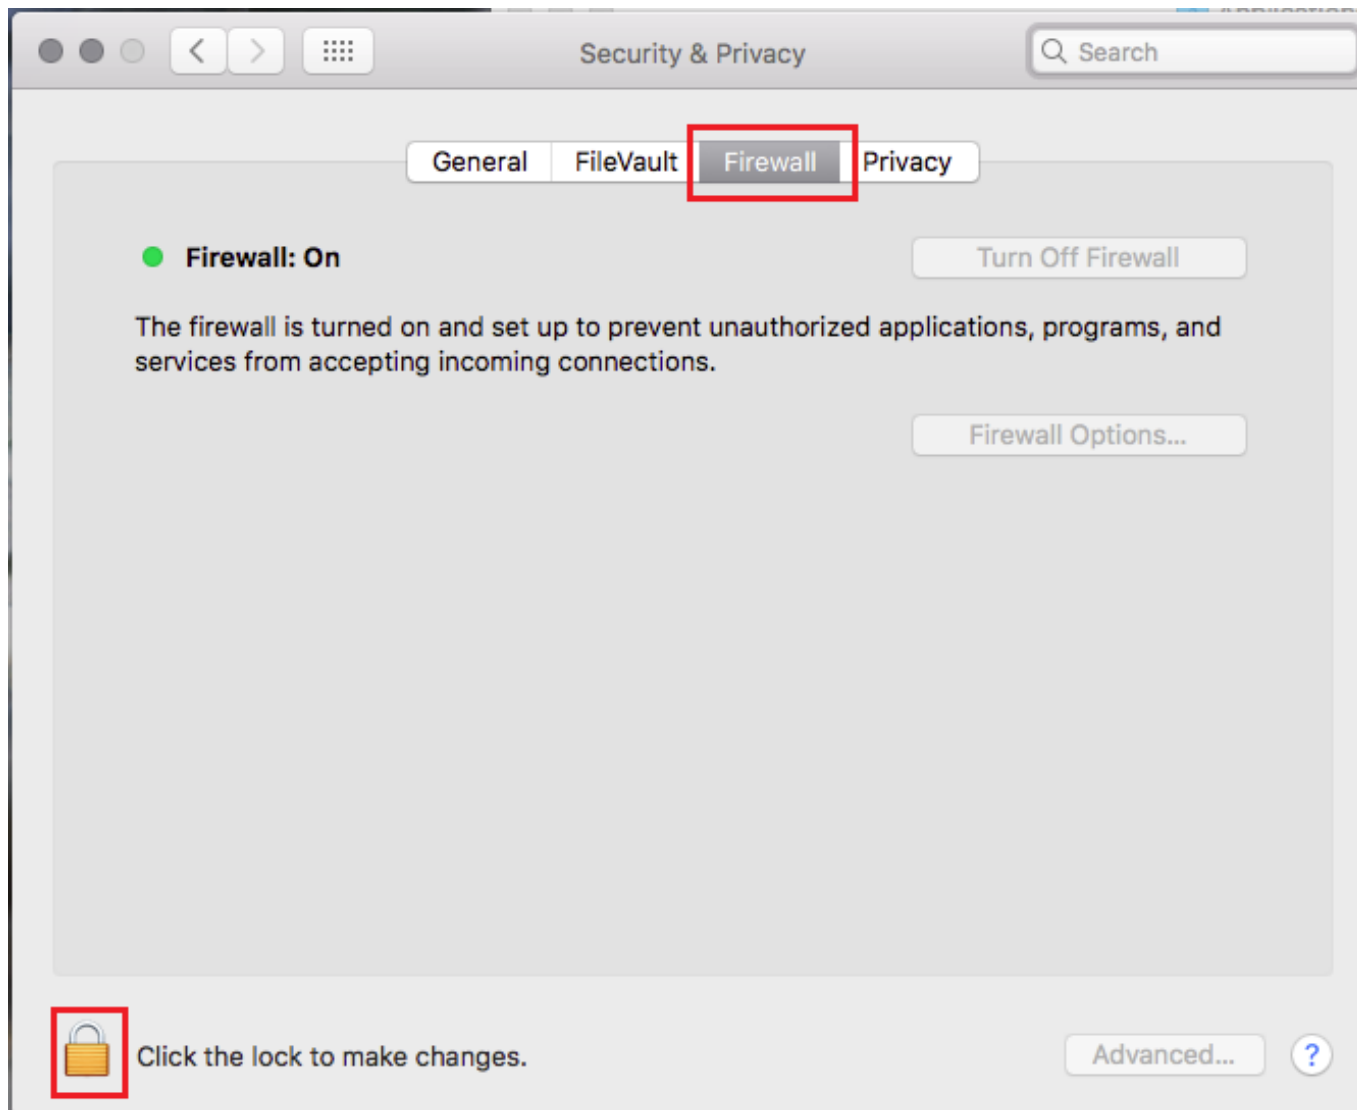 Security & Privacy
Search
General
FileVault
Firewall
Privacy
Firewall: On
Turn Off Firewall
The firewall is turned on and set up to prevent unauthorized applications, programs, and
services from accepting incoming connections.
Firewall Options...
Click the lock to make changes.
Advanced...
?